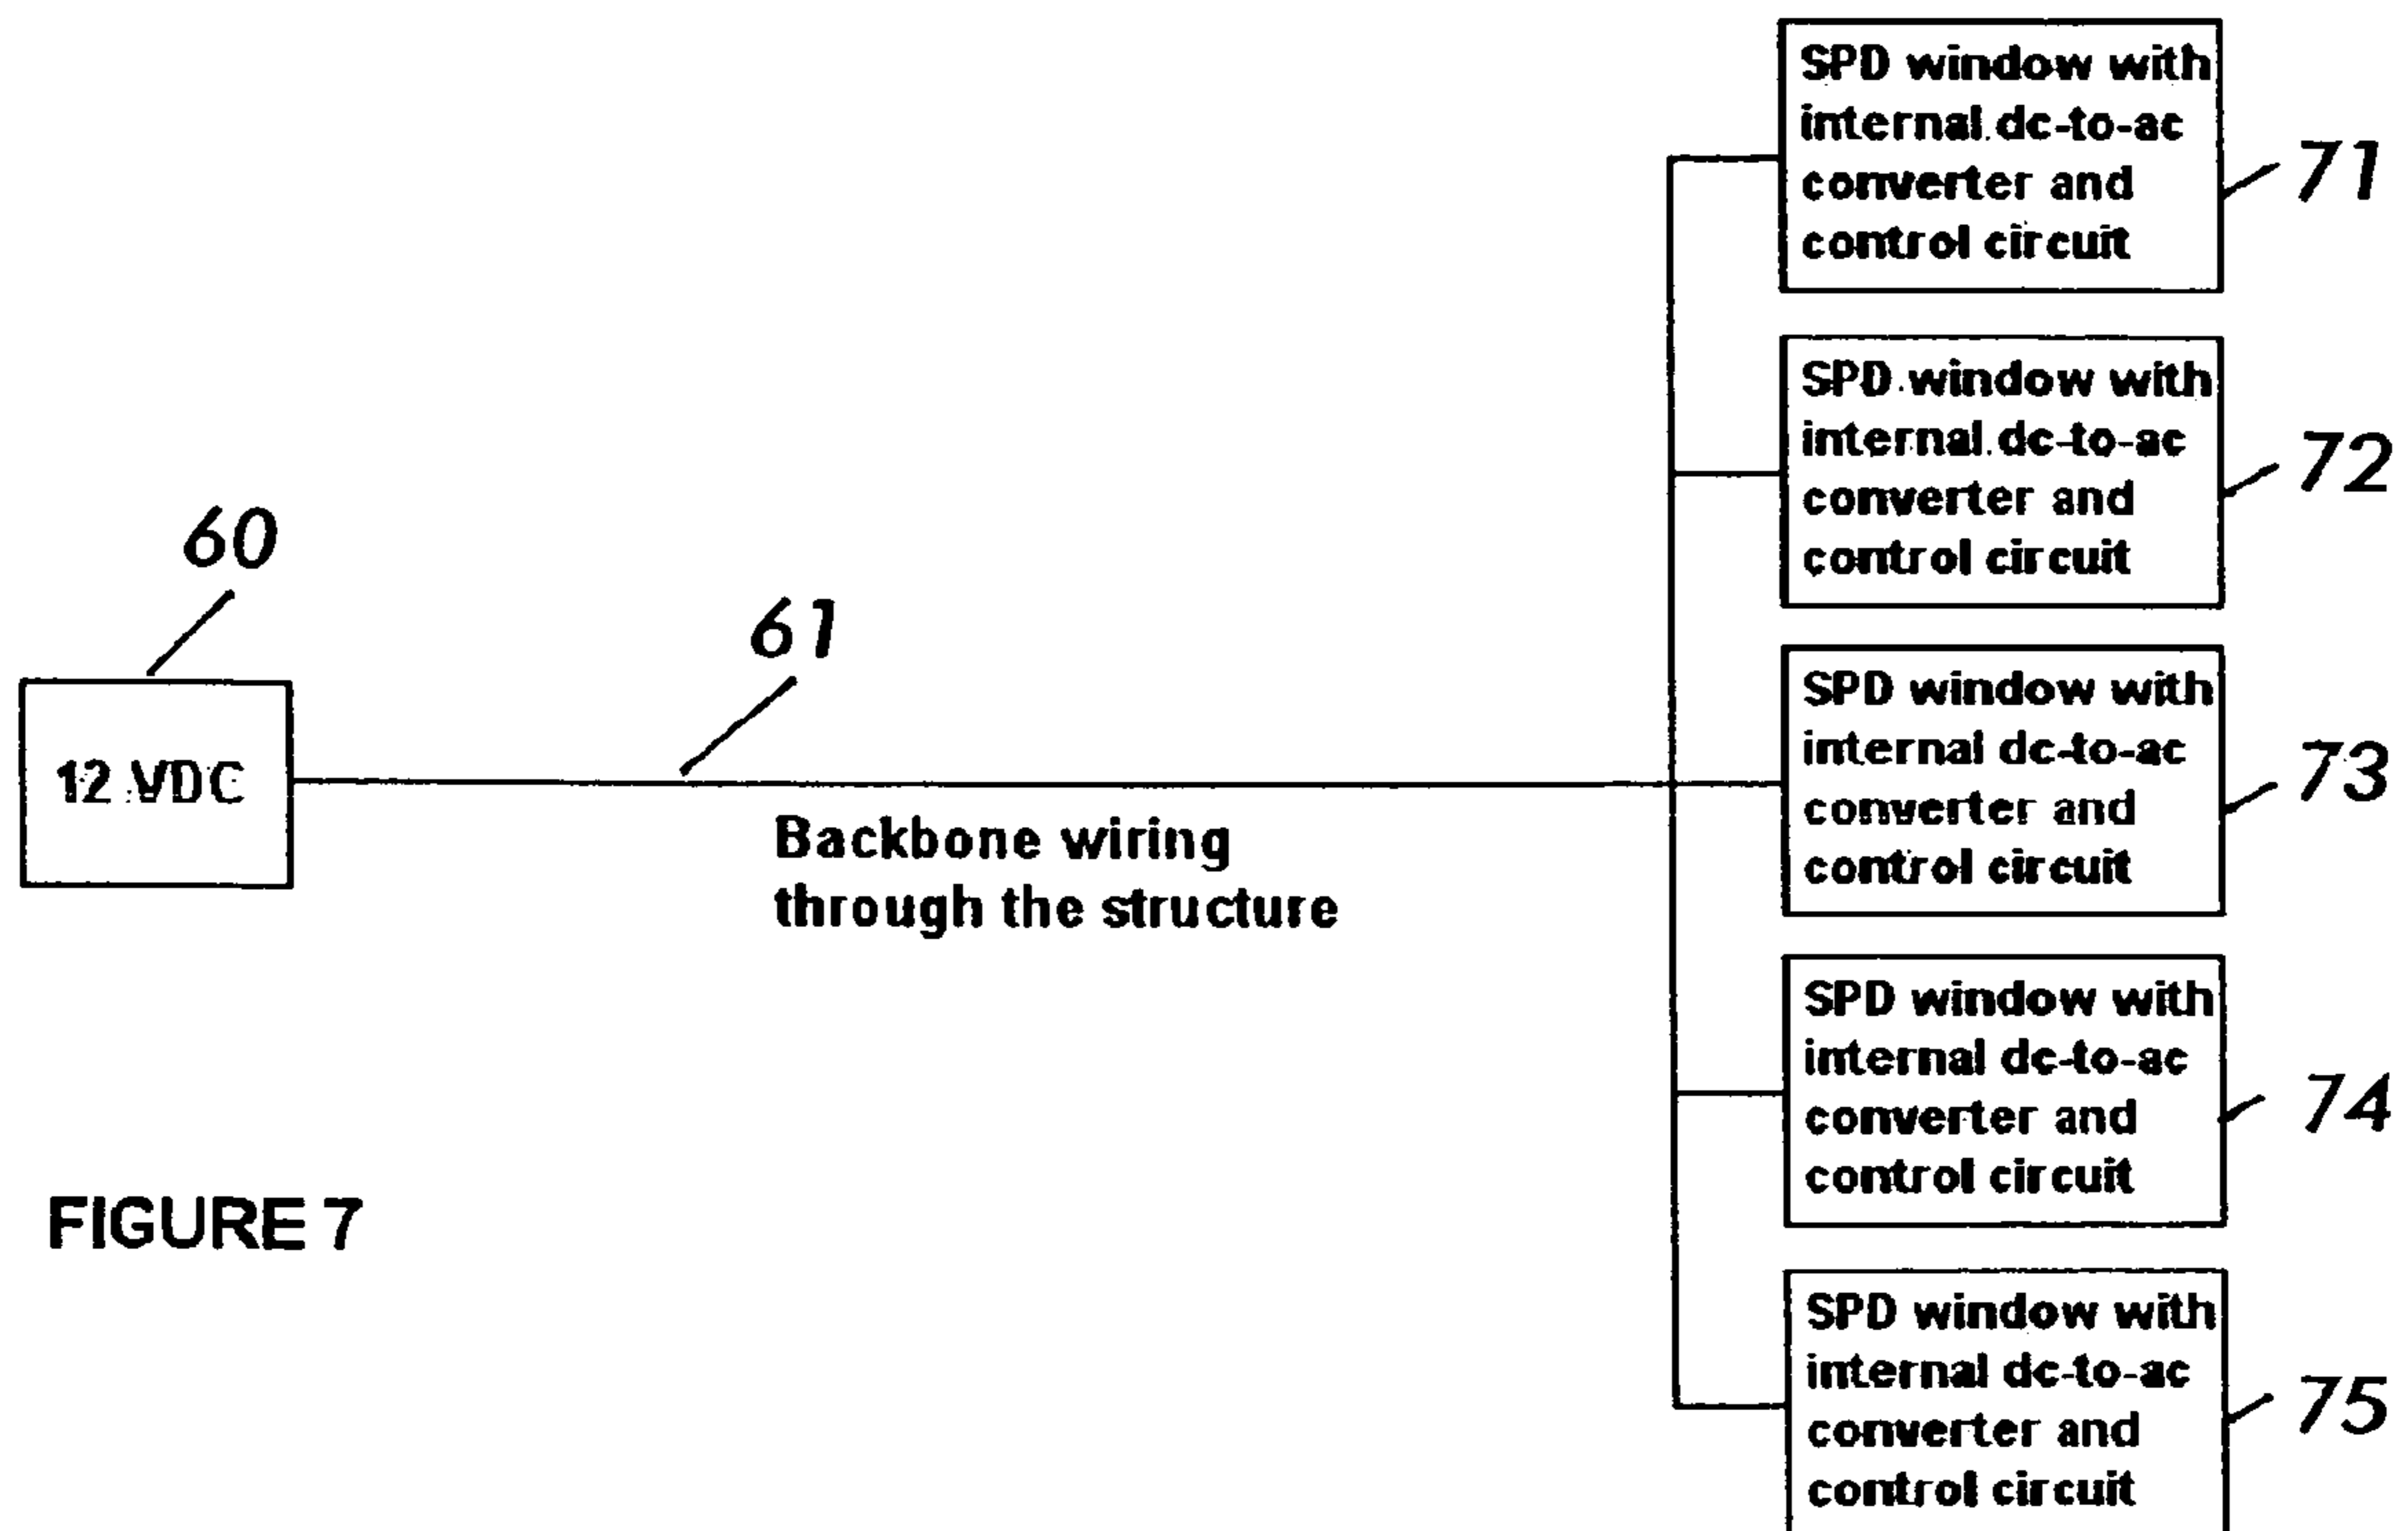 SPD window with
internal dc-to-ac
converter and
control circuit
71
SPD window with
internal dc-to-ac
converter and
control circuit
72
60
61
12 VDC
Backbone wiring
through the structure
SPD window with
internal dc-to-ac
converter and
control circuit
73
SPD window with
internal dc-to-ac
converter and
control circuit
74
FIGURE 7
SPD window with
internal dc-to-ac
converter and
control circuit
75